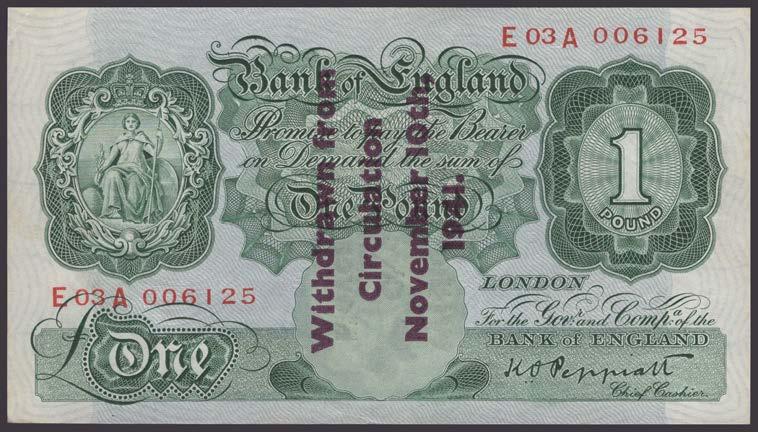 E 03 A 006125
Bank of England
Promise to pay the Bearer
on Demand the sum of
One Pound
1
POUND
Withdrawn from
Circulation
November 10th,
1941.
E 03 A 006125
£One
LONDON
For the Govr. and Compa. of the
BANK OF ENGLAND
K O Peppiatt
Chief Cashier.